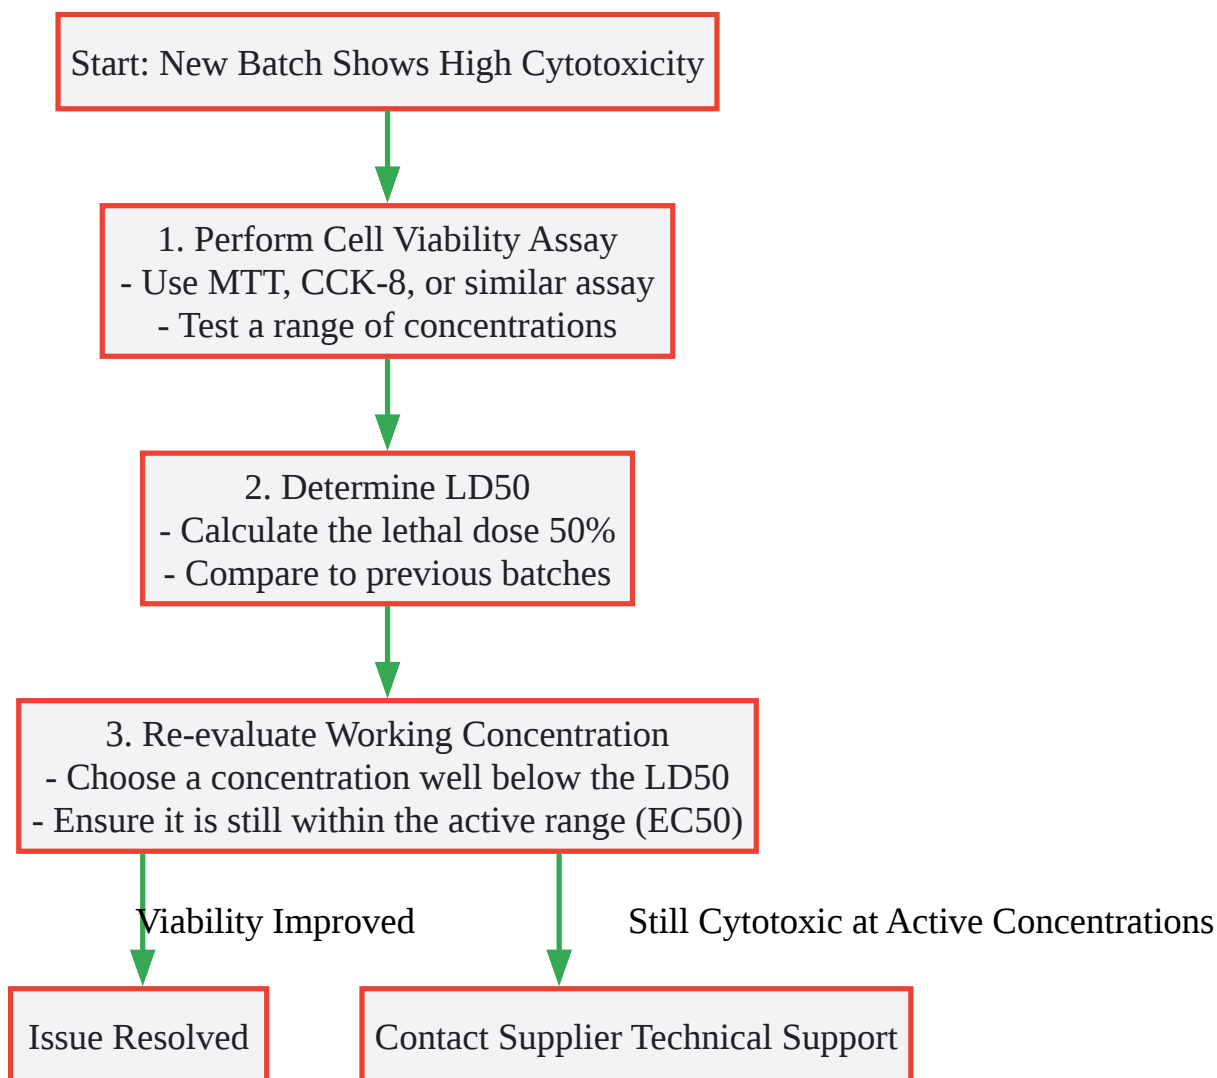 Start: New Batch Shows High Cytotoxicity
1. Perform Cell Viability Assay
- Use MTT, CCK-8, or similar assay
- Test a range of concentrations
2. Determine LD50
- Calculate the lethal dose 50%
- Compare to previous batches
3. Re-evaluate Working Concentration
- Choose a concentration well below the LD50
- Ensure it is still within the active range (EC50)
Viability Improved
Still Cytotoxic at Active Concentrations
Issue Resolved
Contact Supplier Technical Support